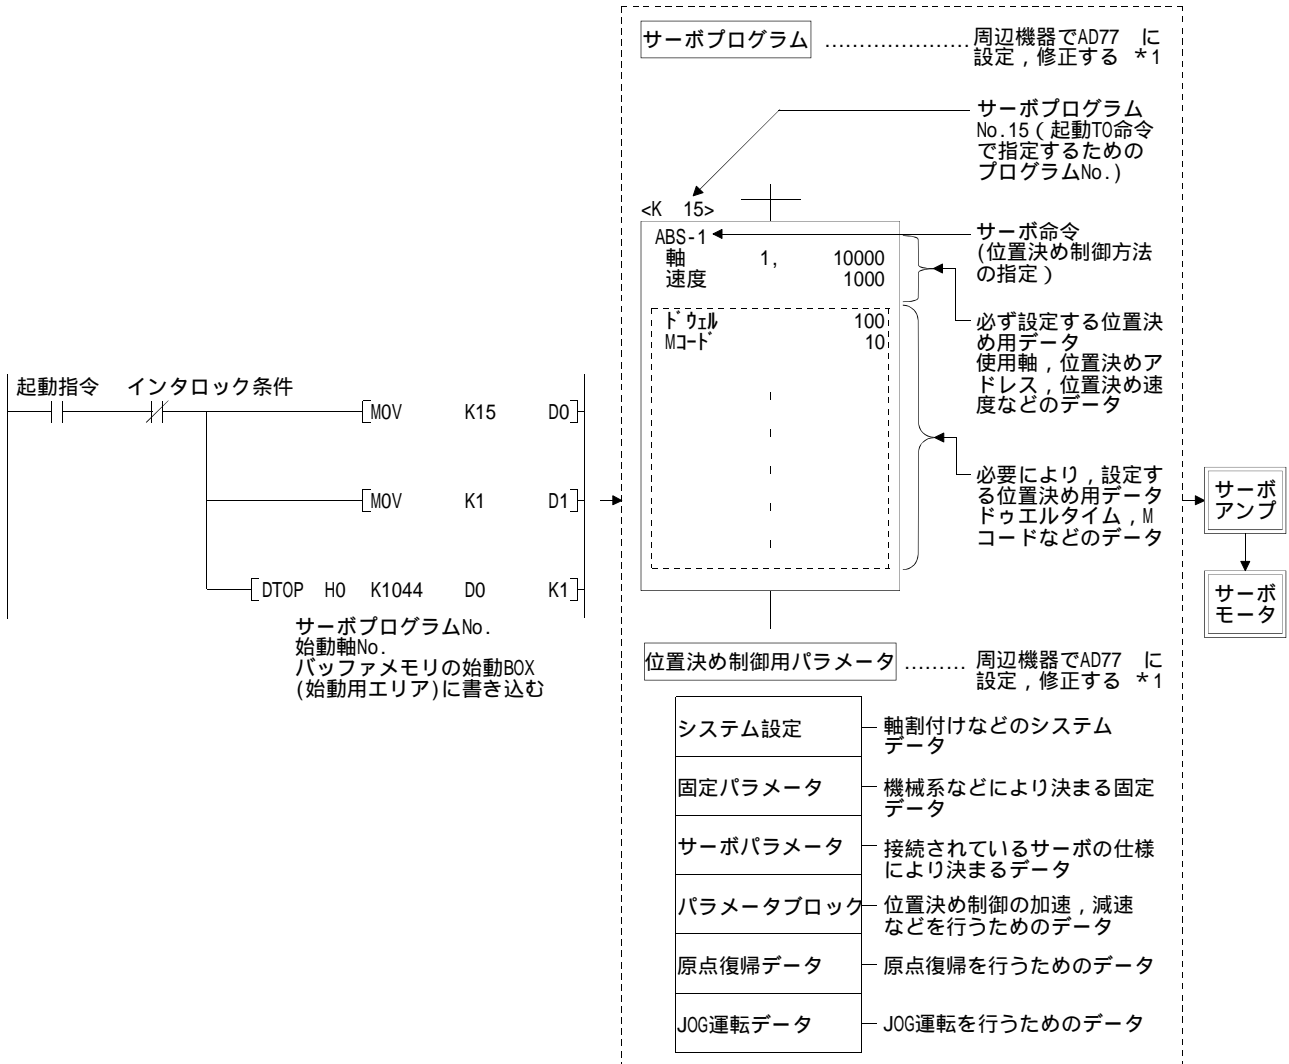 サーボプログラム ..................... 周辺機器でAD77　に
設定，修正する ＊1
サーボプログラム
No.15（起動TO命令
で指定するための
プログラムNo.)
<K 15>
ABS-1
軸 1, 10000
速度 1000
サーボ命令
(位置決め制御方法
の指定）
ﾄﾞｳｪﾙ 100
Mｺｰﾄﾞ 10
必ず設定する位置決
め用データ
使用軸，位置決めア
ドレス，位置決め速
度などのデータ
起動指令 インタロック条件
MOV K15 D0
MOV K1 D1
DTOP H0 K1044 D0 K1
サーボプログラムNo.
始動軸No.
バッファメモリの始動BOX
(始動用エリア)に書き込む
必要により，設定す
る位置決め用データ
ドゥエルタイム，M
コードなどのデータ
サーボ
アンプ
サーボ
モータ
位置決め制御用パラメータ ......... 周辺機器でAD77　に
設定，修正する ＊1
システム設定
軸割付けなどのシステム
データ
固定パラメータ
機械系などにより決まる固定
データ
サーボパラメータ
接続されているサーボの仕様
により決まるデータ
パラメータブロック
位置決め制御の加速，減速
などを行うためのデータ
原点復帰データ
原点復帰を行うためのデータ
JOG運転データ
JOG運転を行うためのデータ